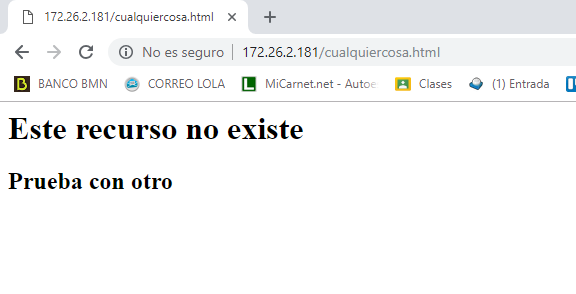 172.26.2.181/cualquiercosa.html
No es seguro | 172.26.2.181/cualquiercosa.html
BANCO BMN CORREO LOLA MiCarnet.net - Autoe Clases (1) Entrada
Este recurso no existe
Prueba con otro